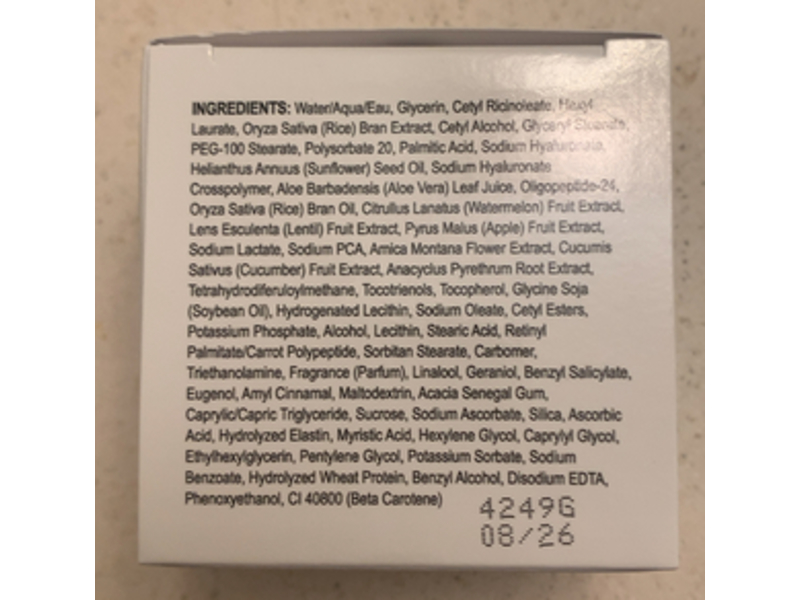 INGREDIENTS: Water/Aqua/Eau, Glycerin, Cetyl Ricinoleate, Hexyl
Laurate, Oryza Sativa (Rice) Bran Extract, Cetyl Alcohol, Glyceryl Stearate,
PEG-100 Stearate, Polysorbate 20, Palmitic Acid, Sodium Hyaluronate,
Helianthus Annuus (Sunflower) Seed Oil, Sodium Hyaluronate
Crosspolymer, Aloe Barbadensis (Aloe Vera) Leaf Juice, Oligopeptide-24,
Oryza Sativa (Rice) Bran Oil, Citrullus Lanatus (Watermelon) Fruit Extract,
Lens Esculenta (Lentil) Fruit Extract, Pyrus Malus (Apple) Fruit Extract,
Sodium Lactate, Sodium PCA, Arnica Montana Flower Extract, Cucumis
Sativus (Cucumber) Fruit Extract, Anacyclus Pyrethrum Root Extract,
Tetrahydrodiferuloylmethane, Tocotrienols, Tocopherol, Glycine Soja
(Soybean Oil), Hydrogenated Lecithin, Sodium Oleate, Cetyl Esters,
Potassium Phosphate, Alcohol, Lecithin, Stearic Acid, Retinyl
Palmitate/Carrot Polypeptide, Sorbitan Stearate, Carbomer,
Triethanolamine, Fragrance (Parfum), Linalool, Geraniol, Benzyl Salicylate,
Eugenol, Amyl Cinnamal, Maltodextrin, Acacia Senegal Gum,
Caprylic/Capric Triglyceride, Sucrose, Sodium Ascorbate, Silica, Ascorbic
Acid, Hydrolyzed Elastin, Myristic Acid, Hexylene Glycol, Caprylyl Glycol,
Ethylhexylglycerin, Pentylene Glycol, Potassium Sorbate, Sodium
Benzoate, Hydrolyzed Wheat Protein, Benzyl Alcohol, Disodium EDTA,
Phenoxyethanol, CI 40800 (Beta Carotene)
4249G
08/26